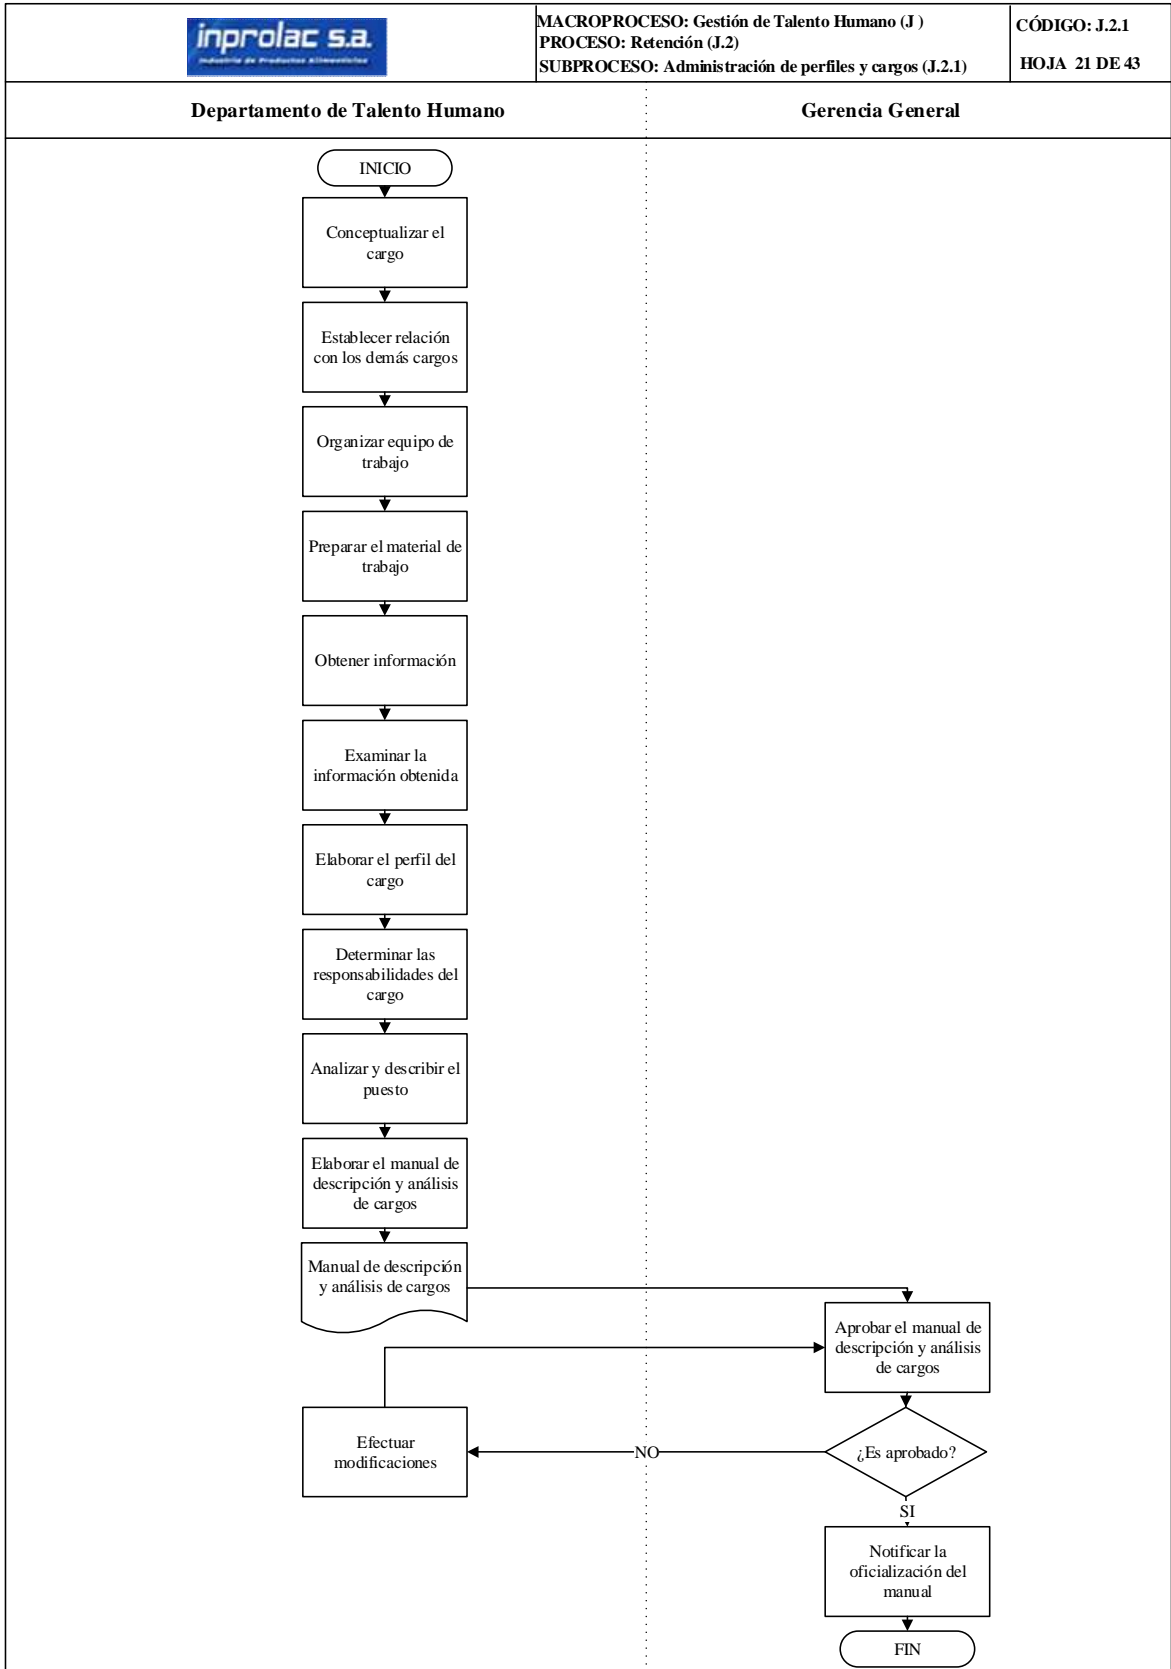 inprolac s.a.
Industria de Productos Alimenticios
MACROPROCESO: Gestión de Talento Humano (J )
PROCESO: Retención (J.2)
SUBPROCESO: Administración de perfiles y cargos (J.2.1)
CÓDIGO: J.2.1
HOJA 21 DE 43
Departamento de Talento Humano
Gerencia General
INICIO
Conceptualizar el
cargo
Establecer relación
con los demás cargos
Organizar equipo de
trabajo
Preparar el material de
trabajo
Obtener información
Examinar la
información obtenida
Elaborar el perfil del
cargo
Determinar las
responsabilidades del
cargo
Analizar y describir el
puesto
Elaborar el manual de
descripción y análisis
de cargos
Manual de descripción
y análisis de cargos
Aprobar el manual de
descripción y análisis
de cargos
¿Es aprobado?
NO
Efectuar
modificaciones
SI
Notificar la
oficialización del
manual
FIN